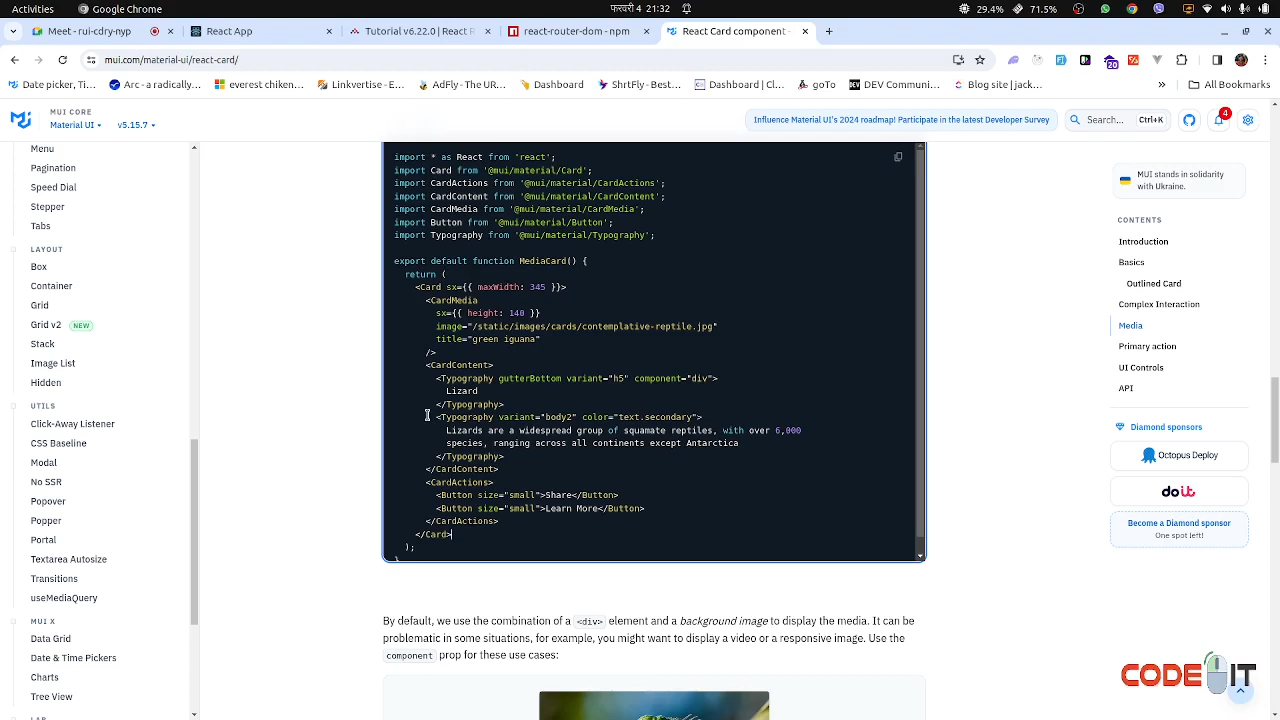 Activities
Google Chrome
फरवरी 4 21:32
29.4%
71.5%
Meet - rui-cdry-nyp
React App
Tutorial v6.22.0 | React R
react-router-dom - npm
React Card component -
mui.com/material-ui/react-card/
20
Date picker, Ti...
Arc - a radically...
everest chiken...
Linkvertise - E...
AdFly - The UR...
Dashboard
ShrtFly - Best...
Dashboard | Cl...
goTo
DEV Commun...
Blog site |jack...
All Bookmarks
MUI CORE
Material UI
v5.15.7
Influence Material UI's 2024 roadmap! Participate in the latest Developer Survey
Search...
Ctrl+K
4
Menu
Pagination
Speed Dial
Stepper
Tabs
LAYOUT
Box
Container
Grid
Grid v2 NEW
Stack
Image List
Hidden
UTILS
Click-Away Listener
CSS Baseline
Modal
No SSR
Popover
Popper
Portal
Textarea Autosize
Transitions
useMediaQuery
MUI X
Data Grid
Date & Time Pickers
Charts
Tree View
LAB
import * as React from 'react';
import Card from '@mui/material/Card';
import CardActions from '@mui/material/CardActions';
import CardContent from '@mui/material/CardContent';
import CardMedia from '@mui/material/CardMedia';
import Button from '@mui/material/Button';
import Typography from '@mui/material/Typography';
export default function MediaCard() {
return (
<Card sx={{ maxWidth: 345 }}>
<CardMedia
sx={{ height: 140 }}
image="/static/images/cards/contemplative-reptile.jpg"
title="green iguana"
/>
<CardContent>
<Typography gutterBottom variant="h5" component="div">
Lizard
</Typography>
<Typography variant="body2" color="text.secondary">
Lizards are a widespread group of squamate reptiles, with over 6,000
species, ranging across all continents except Antarctica
</Typography>
</CardContent>
<CardActions>
<Button size="small">Share</Button>
<Button size="small">Learn More</Button>
</CardActions>
</Card>
);
}
By default, we use the combination of a <div> element and a background image to display the media. It can be
problematic in some situations, for example, you might want to display a video or a responsive image. Use the
component prop for these use cases:
MUI stands in solidarity
with Ukraine.
CONTENTS
Introduction
Basics
Outlined Card
Complex Interaction
Media
Primary action
UI Controls
API
Diamond sponsors
Octopus Deploy
doit
Become a Diamond sponsor
One spot left!
CODE IT